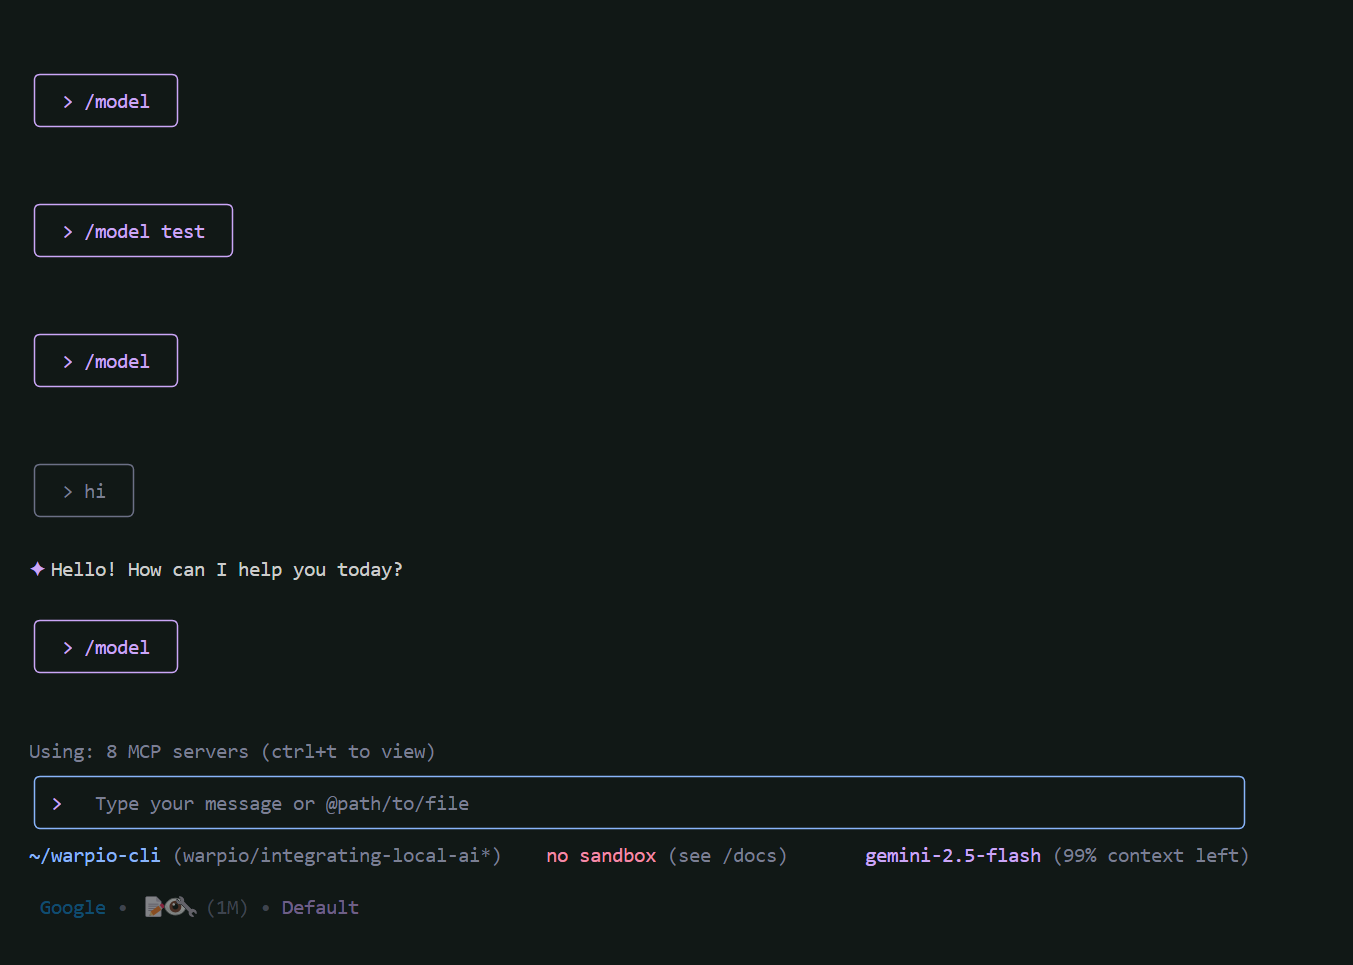 > /model
> /model test
> /model
> hi
✦ Hello! How can I help you today?
> /model
Using: 8 MCP servers (ctrl+t to view)
> Type your message or @path/to/file
~/warpio-cli (warpio/integrating-local-ai*) no sandbox (see /docs) gemini-2.5-flash (99% context left)
Google • 📝👁🔧 (1M) • Default